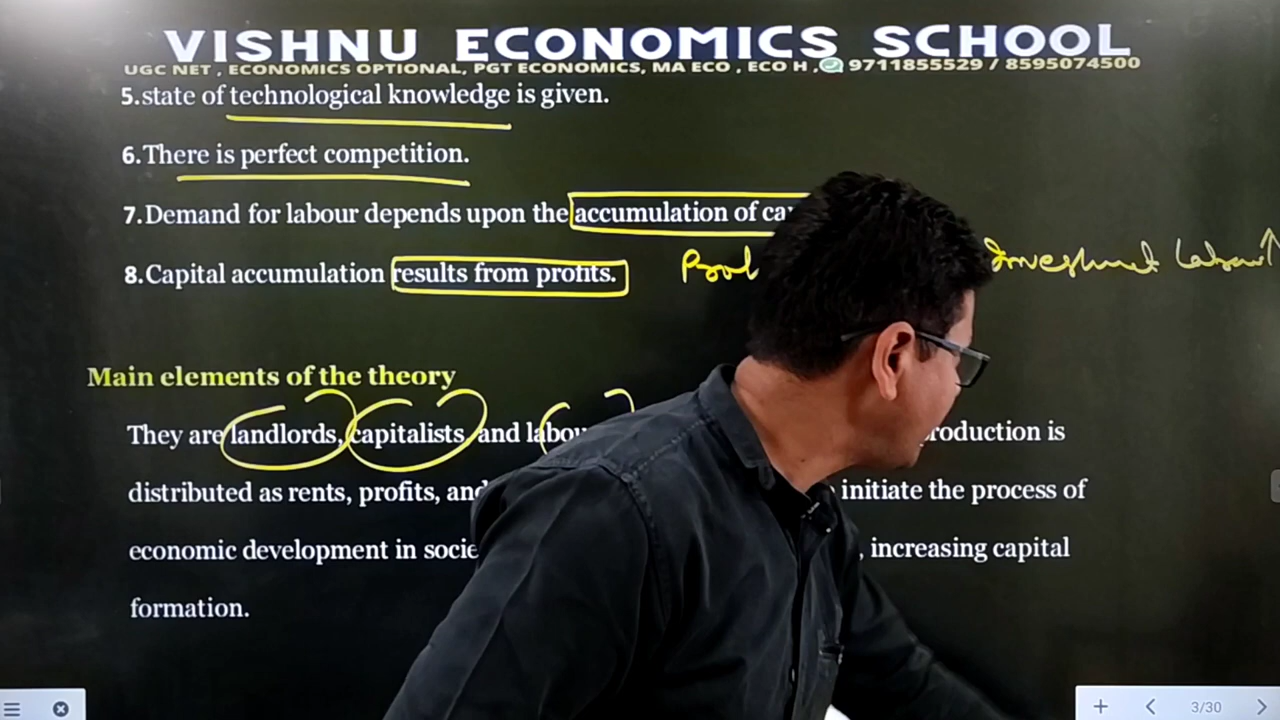 VISHNU ECONOMICS SCHOOL
UGC NET , ECONOMICS OPTIONAL, PGT ECONOMICS, MA ECO , ECO H , 9711855529 / 8595074500
5.state of technological knowledge is given.
6.There is perfect competition.
7.Demand for labour depends upon the accumulation of ca
8.Capital accumulation results from profits.
Investment Labour↑
Main elements of the theory
They are landlords, capitalists, and labou roduction is
distributed as rents, profits, and initiate the process of
economic development in socie , increasing capital
formation.
3/30